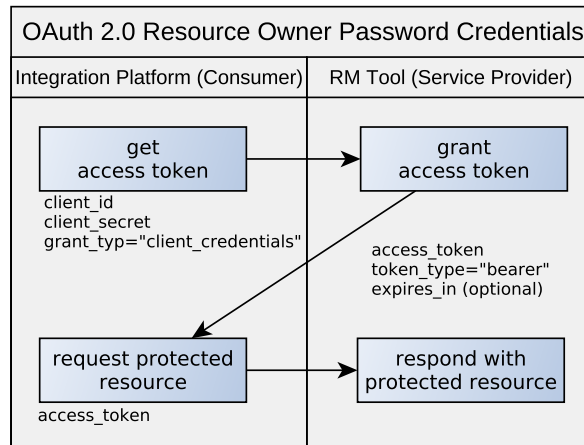 OAuth 2.0 Resource Owner Password Credentials
Integration Platform (Consumer)
RM Tool (Service Provider)
get
access token
grant
access token
client_id
client_secret
grant_typ="client_credentials"
access_token
token_type="bearer"
expires_in (optional)
request protected
resource
respond with
protected resource
access_token